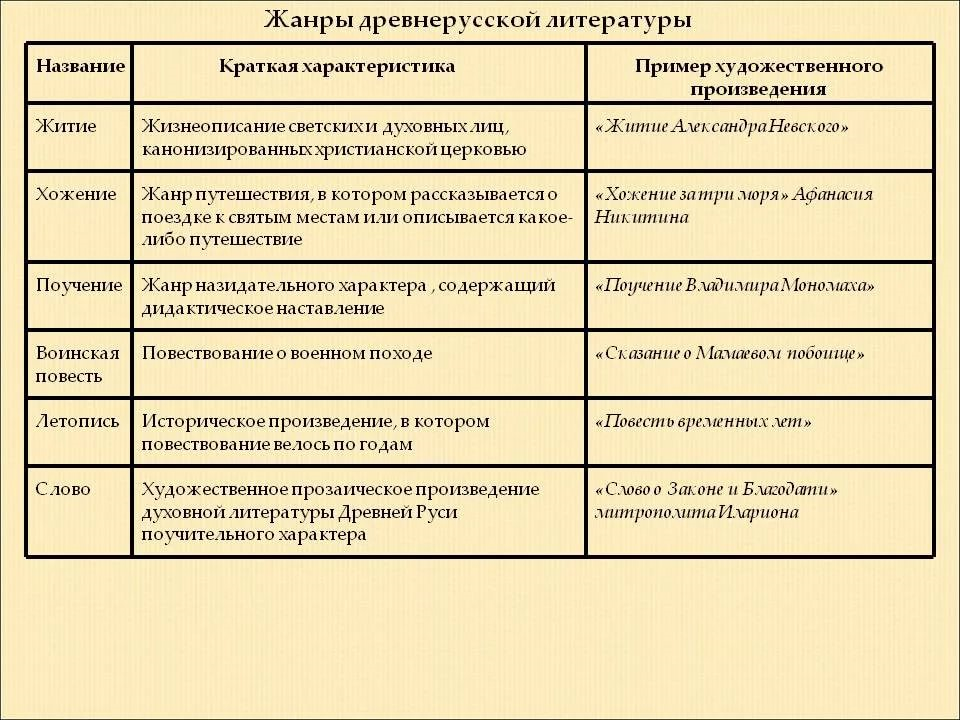 Жанры древнерусской литературы
Название
Краткая характеристика
Пример художественного
произведения
Житие
Жизнеописание светских и духовных лиц,
канонизированных христианской церковью
«Житие Александра Невского»
Хожение
Жанр путешествия, в котором рассказывается о
поездке к святым местам или описывается какое-
либо путешествие
«Хожение за три моря» Афанасия
Никитина
Поучение
Жанр назидательного характера , содержащий
дидактическое наставление
«Поучение Владимира Мономаха»
Воинская
повесть
Повествование о военном походе
«Сказание о Мамаевом побоище»
Летопись
Историческое произведение, в котором
повествование велось по годам
«Повесть временных лет»
Слово
Художественное прозаическое произведение
духовной литературы Древней Руси
поучительного характера
«Слово о Законе и Благодати»
митрополита Илариона